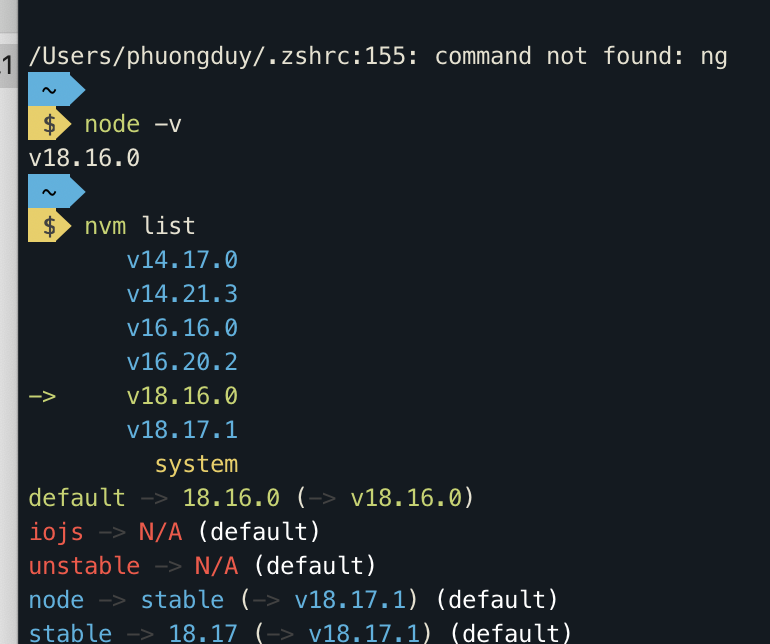 /Users/phuongduy/.zshrc:155: command not found: ng
~
$ node -v
v18.16.0
~
$ nvm list
v14.17.0
v14.21.3
v16.16.0
v16.20.2
-> v18.16.0
v18.17.1
system
default -> 18.16.0 (-> v18.16.0)
iojs -> N/A (default)
unstable -> N/A (default)
node -> stable (-> v18.17.1) (default)
stable -> 18.17 (-> v18.17.1) (default)